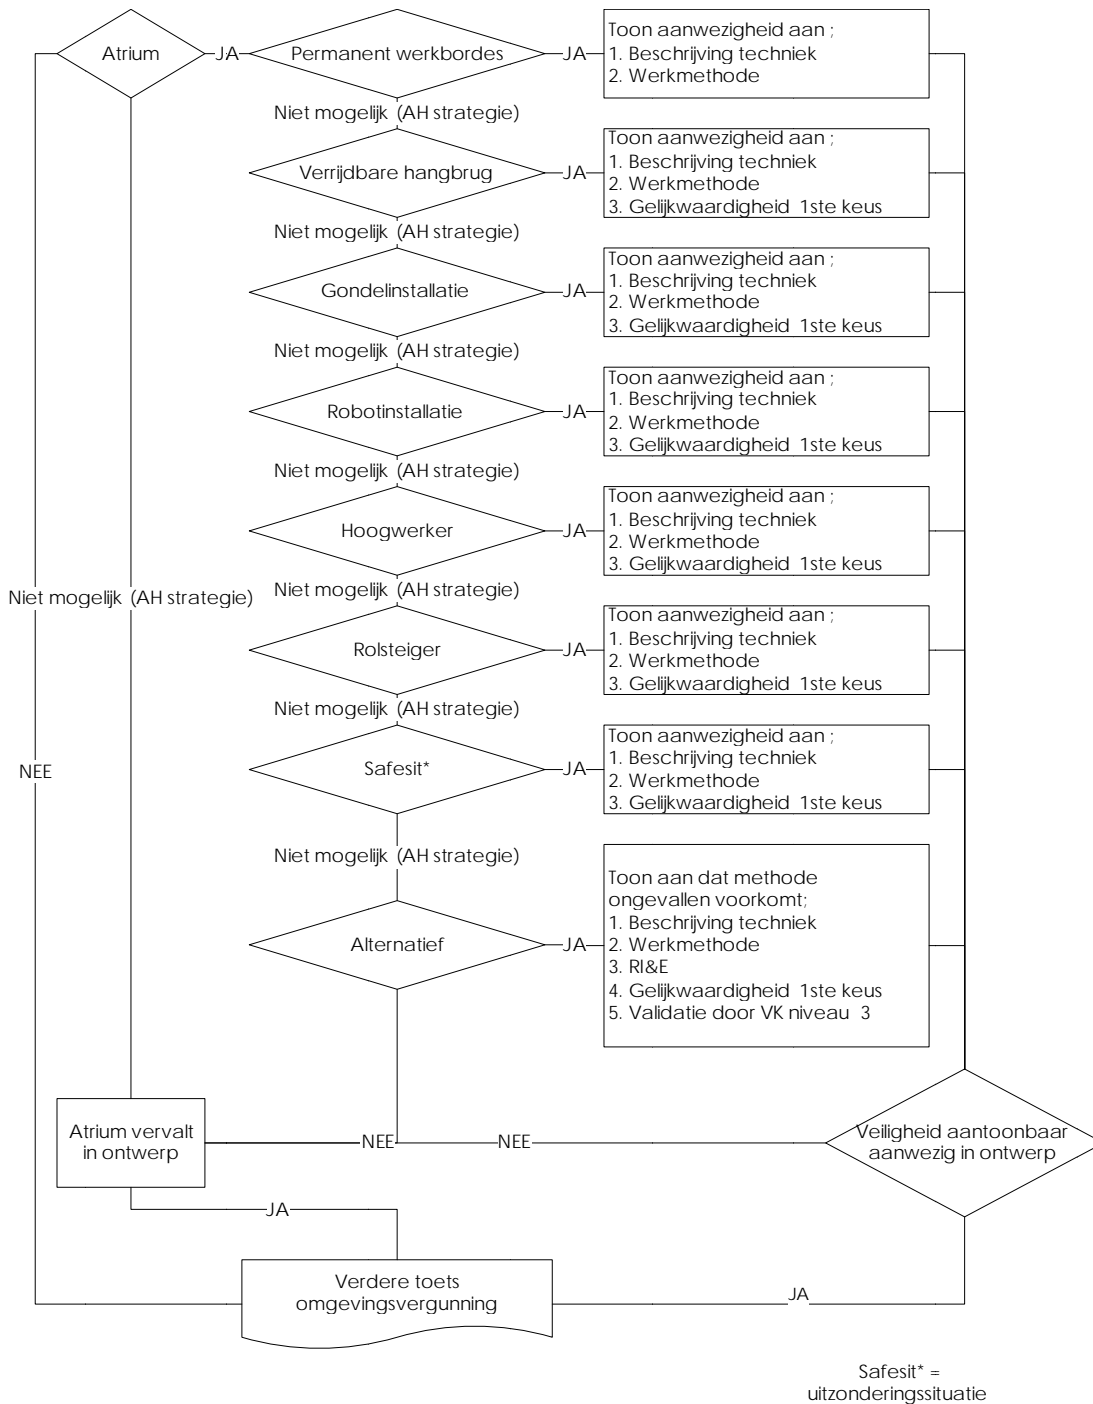 Atrium
JA
Permanent werkbordes
JA
Toon aanwezigheid aan ;
1. Beschrijving techniek
2. Werkmethode
Niet mogelijk (AH strategie)
Verrijdbare hangbrug
JA
Toon aanwezigheid aan ;
1. Beschrijving techniek
2. Werkmethode
3. Gelijkwaardigheid 1ste keus
Niet mogelijk (AH strategie)
Gondelinstallatie
JA
Toon aanwezigheid aan ;
1. Beschrijving techniek
2. Werkmethode
3. Gelijkwaardigheid 1ste keus
Niet mogelijk (AH strategie)
Robotinstallatie
JA
Toon aanwezigheid aan ;
1. Beschrijving techniek
2. Werkmethode
3. Gelijkwaardigheid 1ste keus
Niet mogelijk (AH strategie)
Hoogwerker
JA
Toon aanwezigheid aan ;
1. Beschrijving techniek
2. Werkmethode
3. Gelijkwaardigheid 1ste keus
Niet mogelijk (AH strategie)
Niet mogelijk (AH strategie)
Rolsteiger
JA
Toon aanwezigheid aan ;
1. Beschrijving techniek
2. Werkmethode
3. Gelijkwaardigheid 1ste keus
Niet mogelijk (AH strategie)
NEE
Safesit*
JA
Toon aanwezigheid aan ;
1. Beschrijving techniek
2. Werkmethode
3. Gelijkwaardigheid 1ste keus
Niet mogelijk (AH strategie)
Alternatief
JA
Toon aan dat methode
ongevallen voorkomt;
1. Beschrijving techniek
2. Werkmethode
3. RI&E
4. Gelijkwaardigheid 1ste keus
5. Validatie door VK niveau 3
Atrium vervalt
in ontwerp
NEE
NEE
Veiligheid aantoonbaar
aanwezig in ontwerp
JA
Verdere toets
omgevingsvergunning
JA
Safesit* =
uitzonderingssituatie